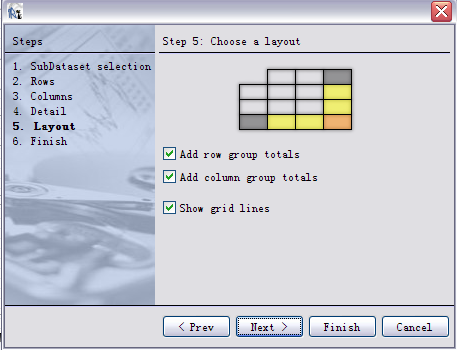 Steps
1. SubDataset selection
2. Rows
3. Columns
4. Detail
5. Layout
6. Finish
Step 5: Choose a layout
Add row group totals
Add column group totals
Show grid lines
< Prev
Next >
Finish
Cancel